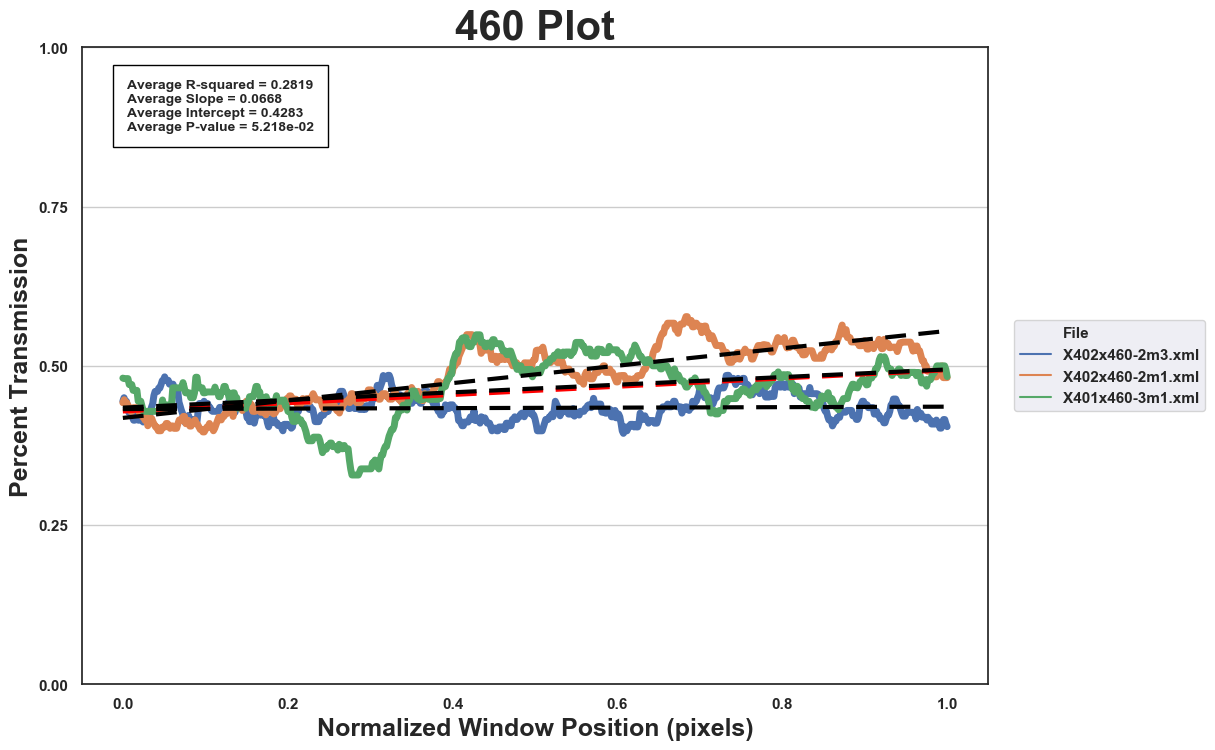 460 Plot
1.00
Average R-squared = 0.2819
Average Slope = 0.0668
Average Intercept = 0.4283
Average P-value = 5.218e-02
0.75
0.50
0.25
0.00
Percent Transmission
0.0 0.2 0.4 0.6 0.8 1.0
Normalized Window Position (pixels)
File
X402x460-2m3.xml
X402x460-2m1.xml
X401x460-3m1.xml